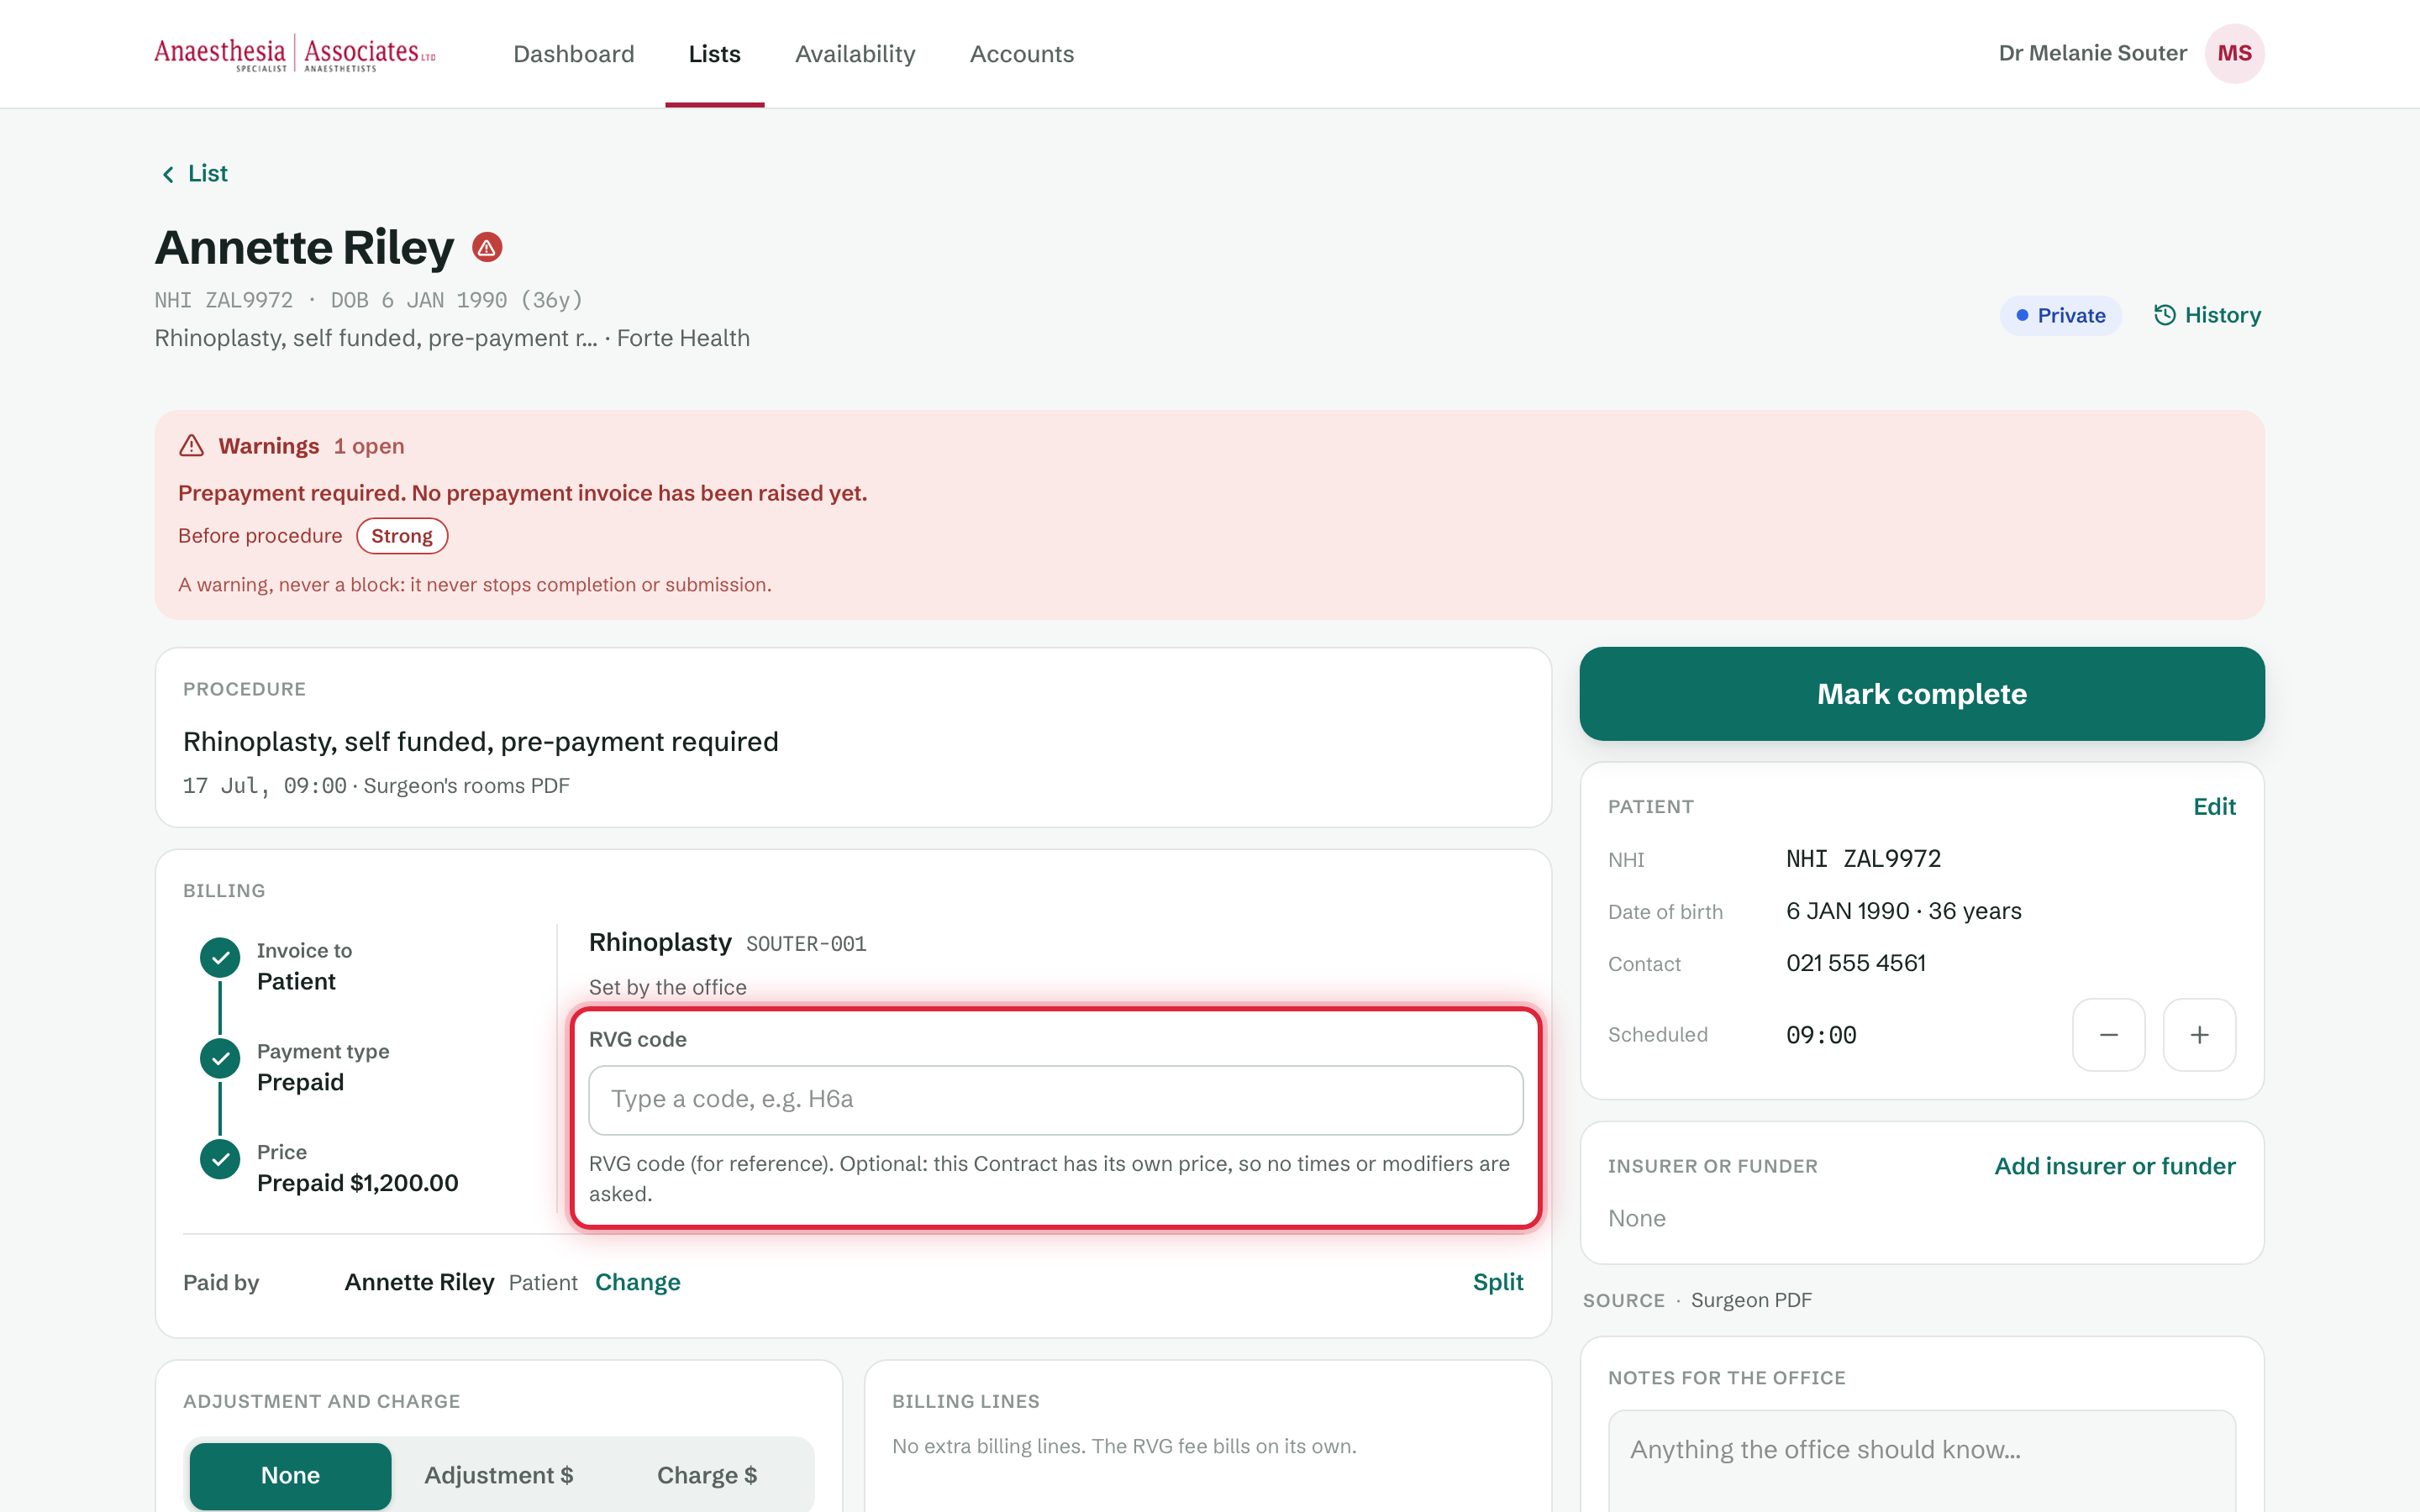 Anaesthesia | Associates LTD
SPECIALIST ANAESTHETISTS
Dashboard
Lists
Availability
Accounts
Dr Melanie Souter
MS
List
Annette Riley
NHI ZAL9972 · DOB 6 JAN 1990 (36y)
Rhinoplasty, self funded, pre-payment r... · Forte Health
Private
History
Warnings 1 open
Prepayment required. No prepayment invoice has been raised yet.
Before procedure Strong
A warning, never a block: it never stops completion or submission.
PROCEDURE
Rhinoplasty, self funded, pre-payment required
17 Jul, 09:00 · Surgeon's rooms PDF
BILLING
Invoice to
Patient
Payment type
Prepaid
Price
Prepaid $1,200.00
Rhinoplasty SOUTER-001
Set by the office
RVG code
Type a code, e.g. H6a
RVG code (for reference). Optional: this Contract has its own price, so no times or modifiers are
asked.
Paid by Annette Riley Patient Change Split
ADJUSTMENT AND CHARGE
None Adjustment $ Charge $
BILLING LINES
No extra billing lines. The RVG fee bills on its own.
Mark complete
PATIENT Edit
NHI NHI ZAL9972
Date of birth 6 JAN 1990 · 36 years
Contact 021 555 4561
Scheduled 09:00 − +
INSURER OR FUNDER Add insurer or funder
None
SOURCE · Surgeon PDF
NOTES FOR THE OFFICE
Anything the office should know...